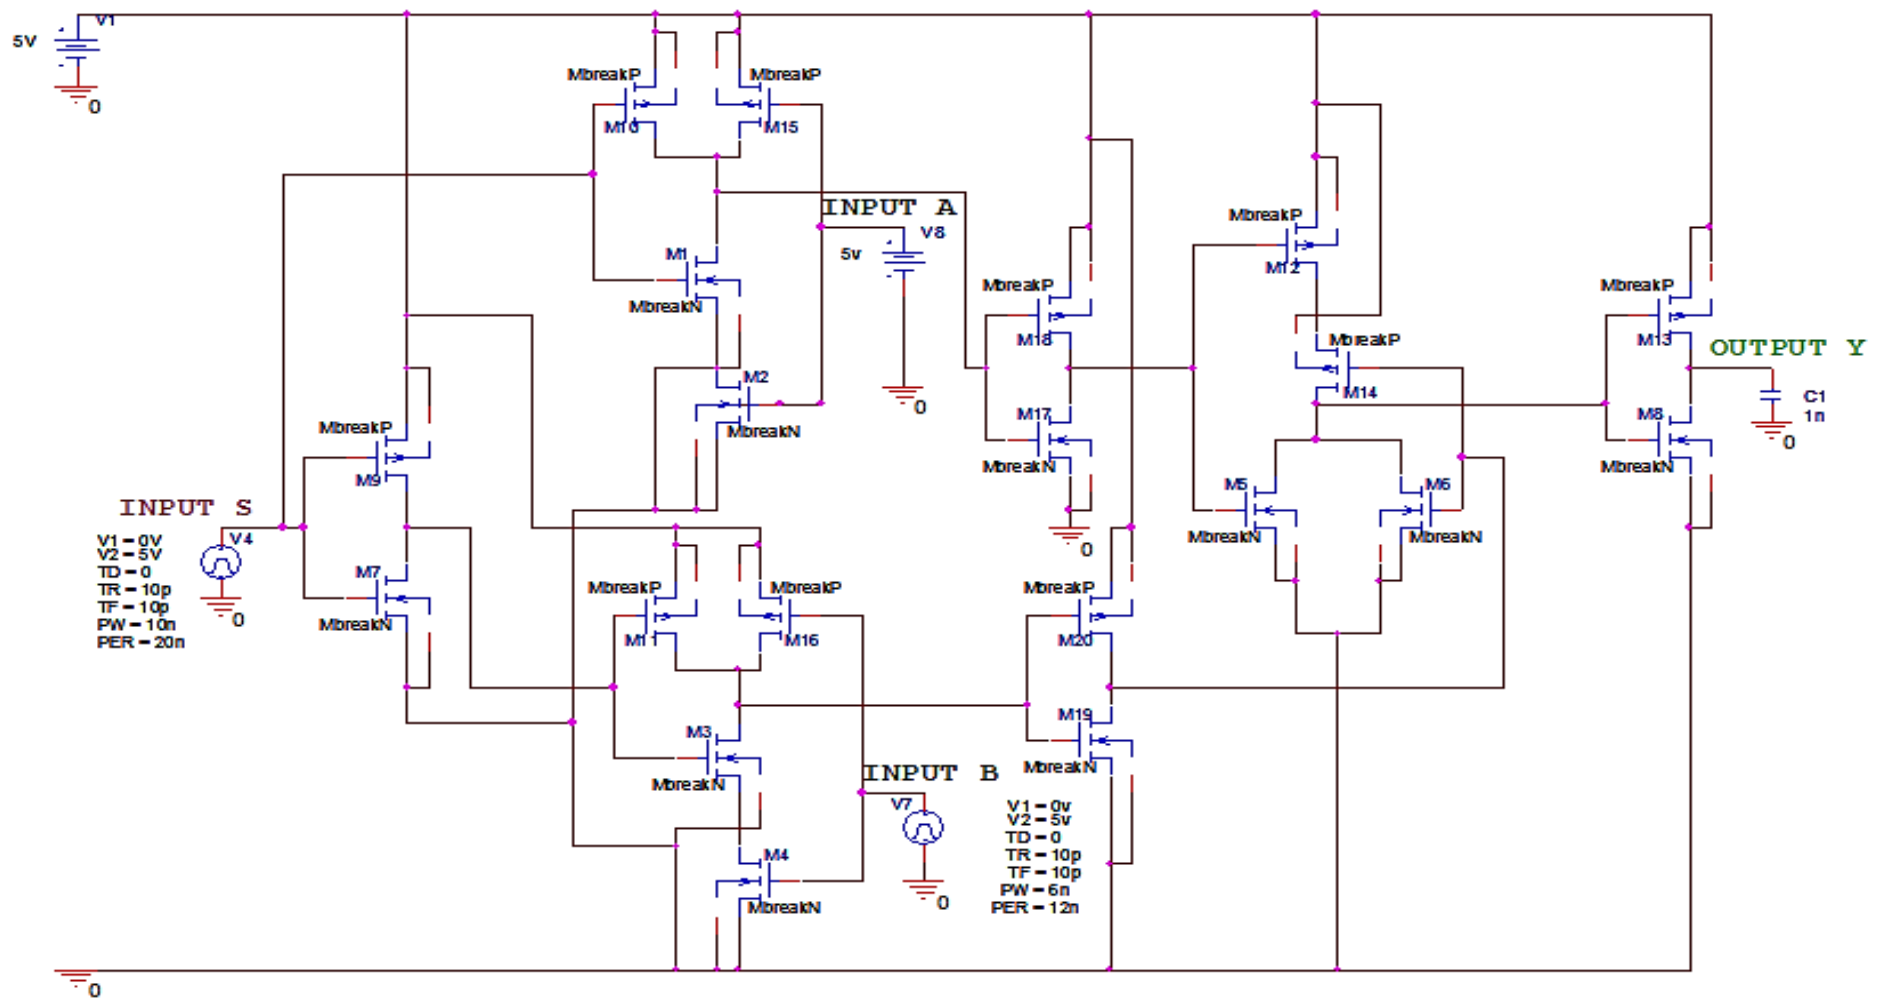 V1
5V
0
MbreakP
MbreakP
M10
M15
INPUT A
V8
5v
0
M1
MbreakN
M2
MbreakN
MbreakP
M18
M17
MbreakN
0
MbreakP
M12
MbreakP
M14
M5
MbreakN
M6
MbreakN
MbreakP
M13
OUTPUT Y
M8
MbreakN
C1
1n
0
MbreakP
M9
INPUT S
V4
V1 = 0V
V2 = 5V
TD = 0
TR = 10p
TF = 10p
PW = 10n
PER = 20n
0
M7
MbreakN
MbreakP
MbreakP
M11
M16
M3
MbreakN
MbreakP
M20
M19
MbreakN
INPUT B
V7
V1 = 0v
V2 = 5v
TD = 0
TR = 10p
TF = 10p
PW = 6n
PER = 12n
0
M4
MbreakN
0